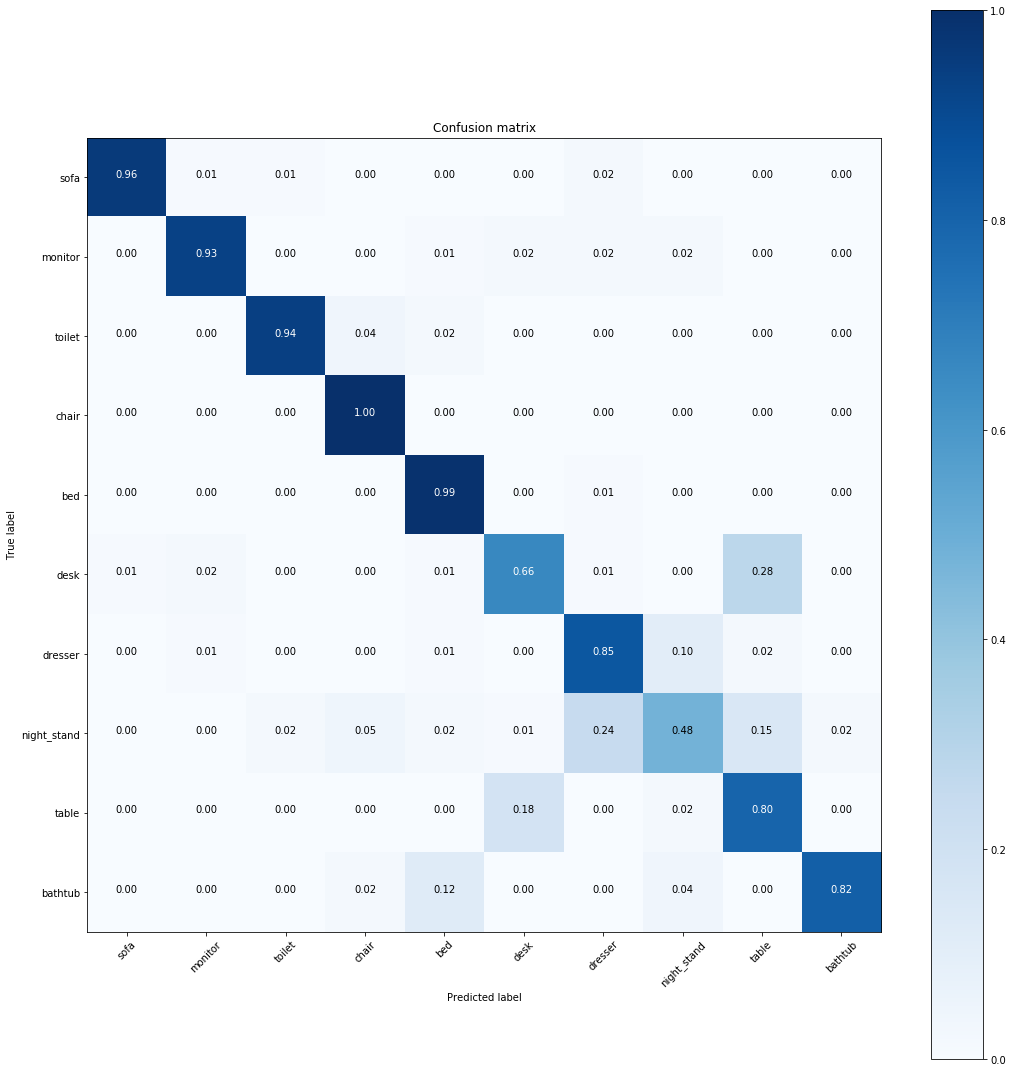 Confusion matrix
sofa 0.96 0.01 0.01 0.00 0.00 0.00 0.02 0.00 0.00 0.00
monitor 0.00 0.93 0.00 0.00 0.01 0.02 0.02 0.02 0.00 0.00
toilet 0.00 0.00 0.94 0.04 0.02 0.00 0.00 0.00 0.00 0.00
chair 0.00 0.00 0.00 1.00 0.00 0.00 0.00 0.00 0.00 0.00
bed 0.00 0.00 0.00 0.00 0.99 0.00 0.01 0.00 0.00 0.00
desk 0.01 0.02 0.00 0.00 0.01 0.66 0.01 0.00 0.28 0.00
dresser 0.00 0.01 0.00 0.00 0.01 0.00 0.85 0.10 0.02 0.00
night_stand 0.00 0.00 0.02 0.05 0.02 0.01 0.24 0.48 0.15 0.02
table 0.00 0.00 0.00 0.00 0.00 0.18 0.00 0.02 0.80 0.00
bathtub 0.00 0.00 0.00 0.02 0.12 0.00 0.00 0.04 0.00 0.82
sofa monitor toilet chair bed desk dresser night_stand table bathtub
Predicted label
True label
1.0
0.8
0.6
0.4
0.2
0.0